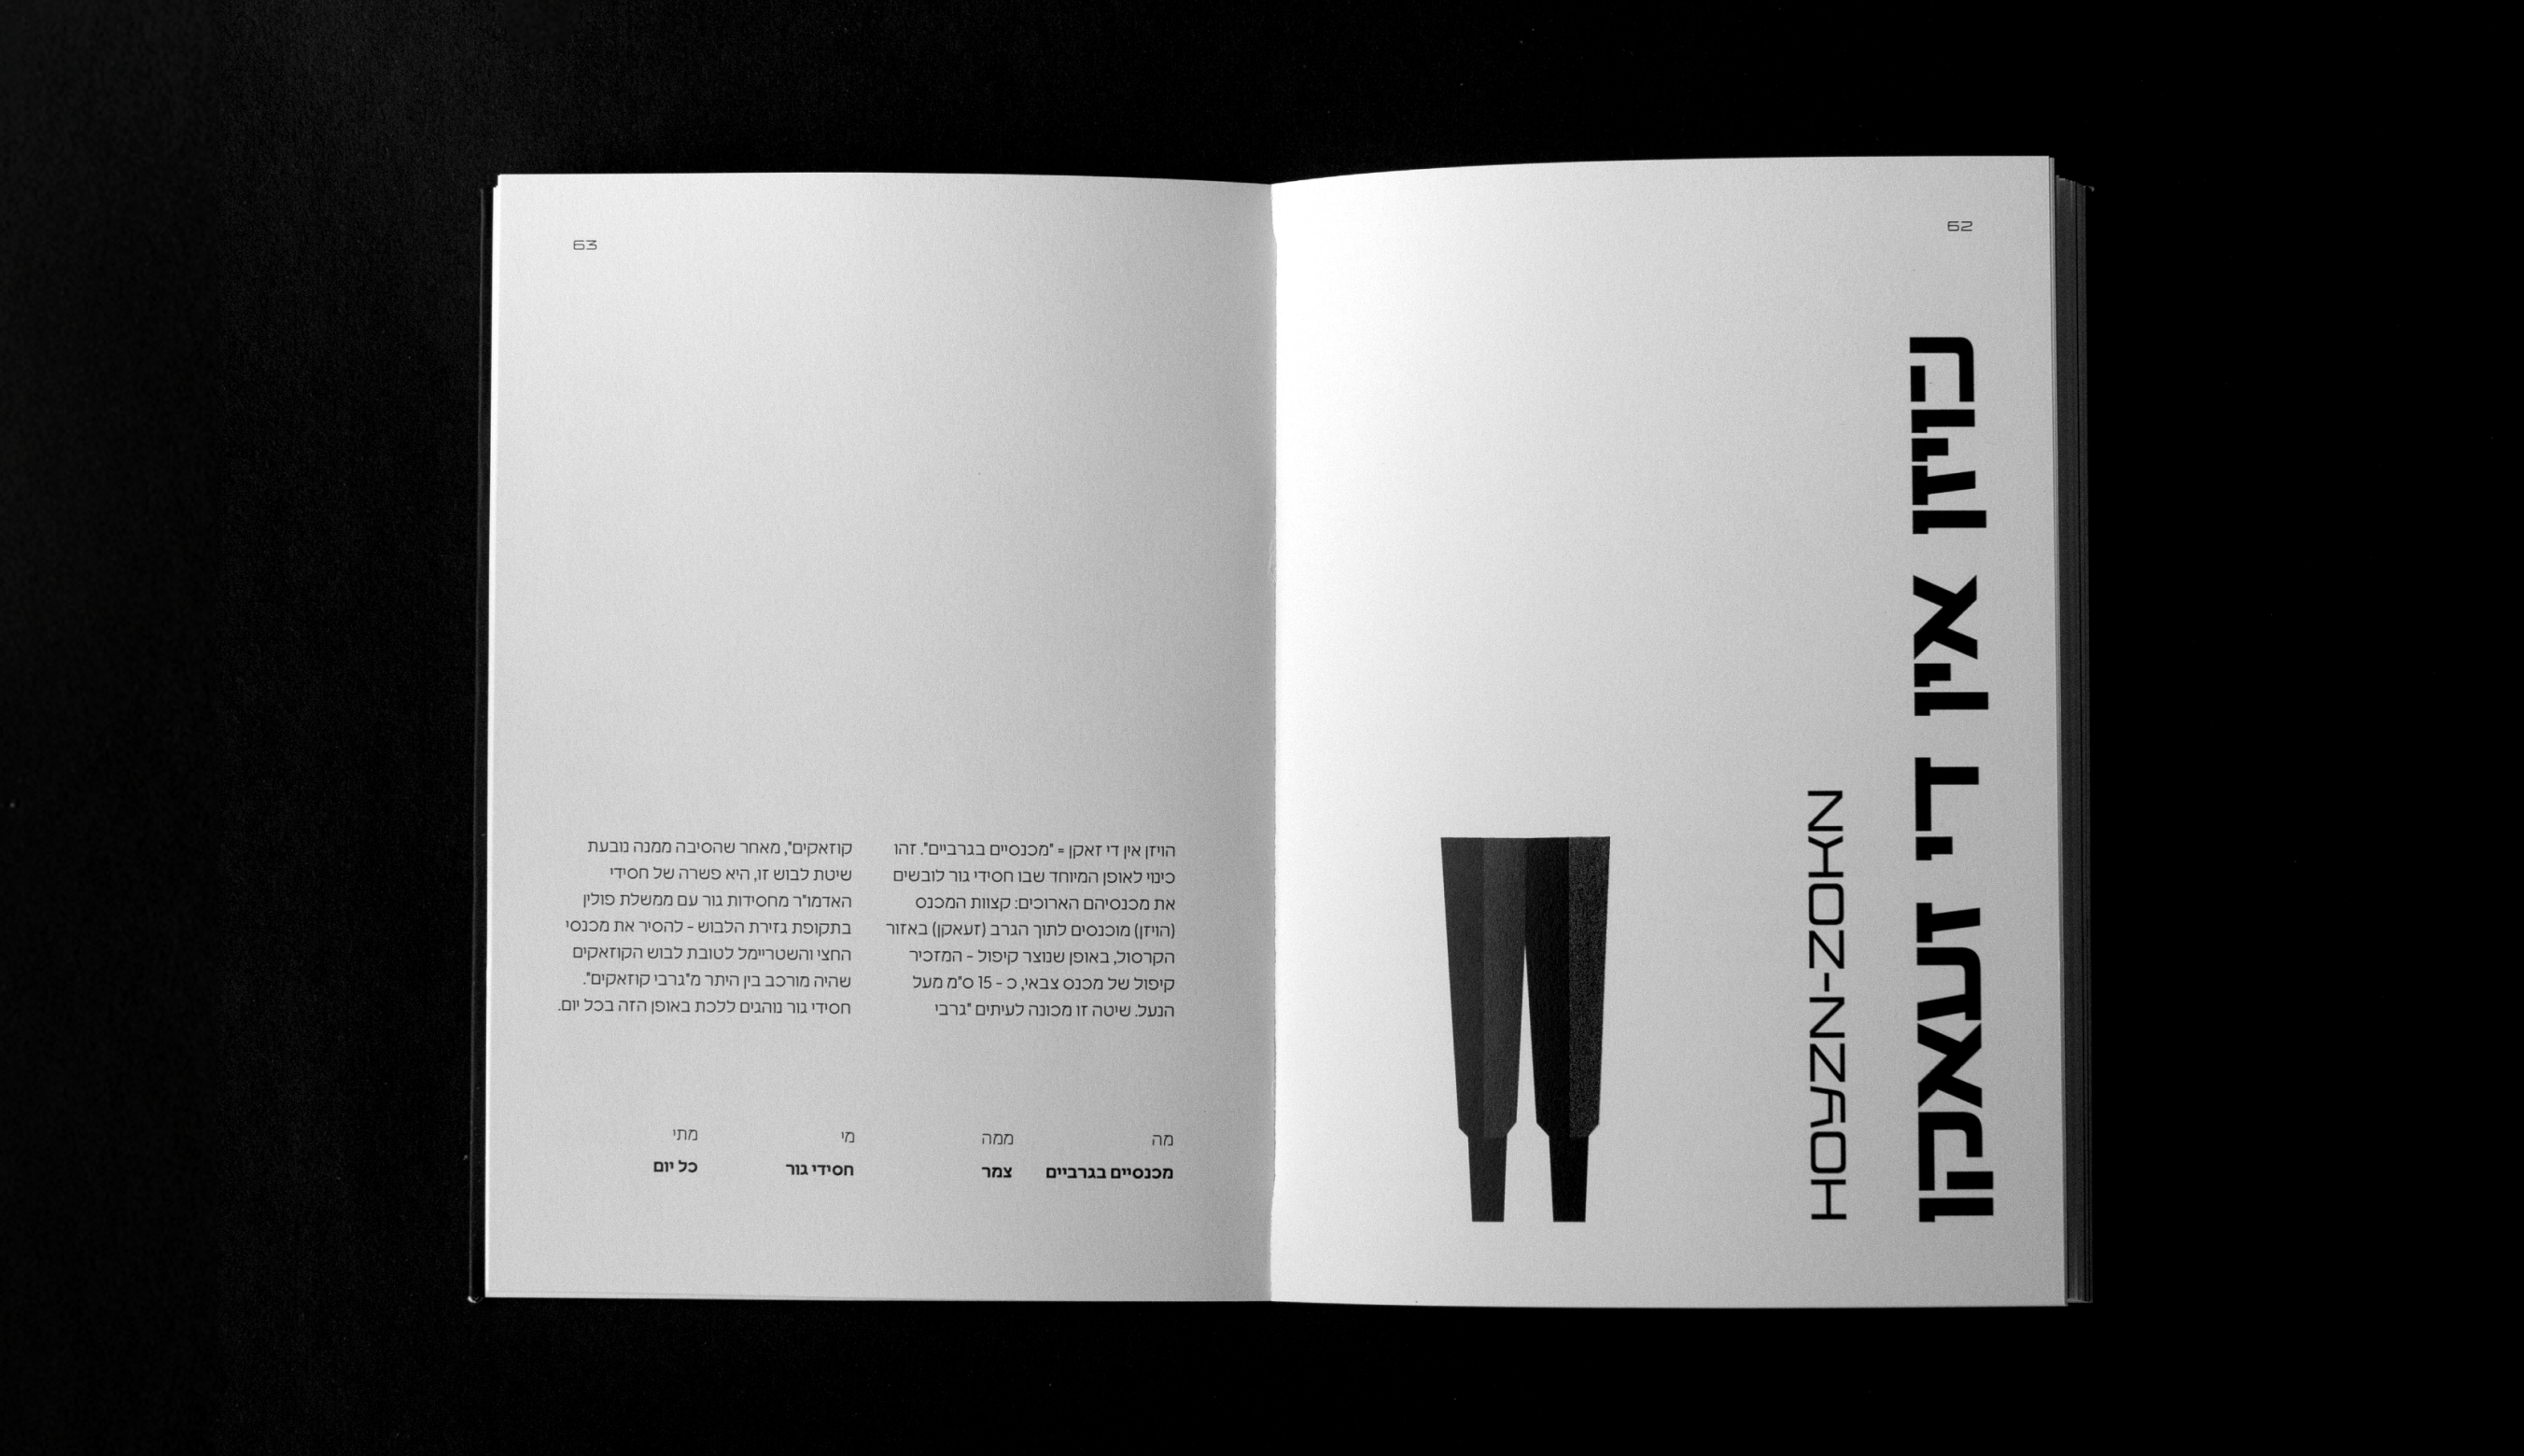 62
הויזן אין די זעאקן
HOYZN-ZOKN
63
הויזן אין די זאקן = "מכנסיים בגרביים". זהו
כינוי לאופן המיוחד שבו חסידי גור לובשים
את מכנסיהם הארוכים: קצוות המכנס
(הויזן) מוכנסים לתוך הגרב (זעאקן) באזור
הקרסול, באופן שנוצר קיפול - המזכיר
קיפול של מכנס צבאי, כ - 15 ס"מ מעל
הנעל. שיטה זו מכונה לעיתים "גרבי
קוזאקים", מאחר שהסיבה ממנה נובעת
שיטת לבוש זו, היא פשרה של חסידי
האדמו"ר מחסידות גור עם ממשלת פולין
בתקופת גזירת הלבוש - להסיר את מכנסי
החצי והשטריימל לטובת לבוש הקוזאקים
שהיה מורכב בין היתר מ"גרבי קוזאקים".
חסידי גור נוהגים ללכת באופן הזה בכל יום.
מה
מכנסיים בגרביים
ממה
צמר
מי
חסידי גור
מתי
כל יום